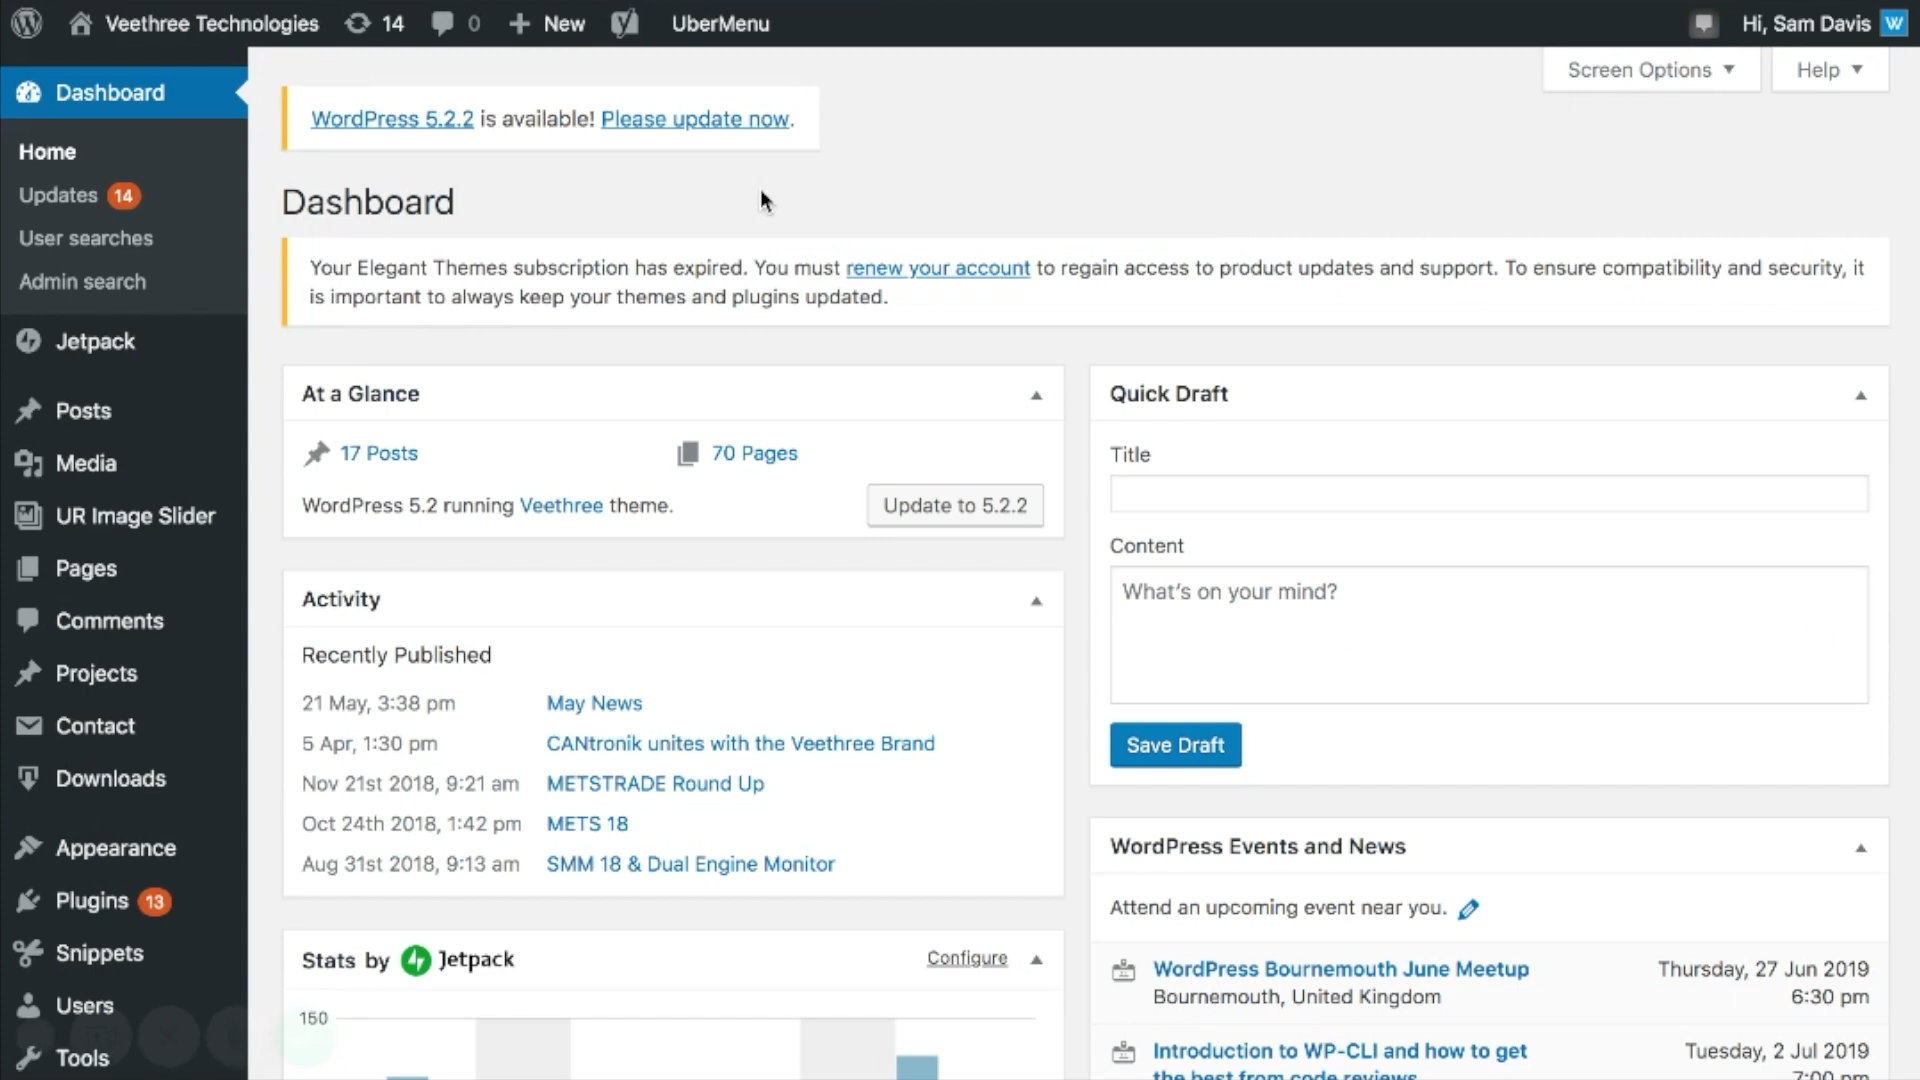 Veethree Technologies 14 0 New UberMenu Hi, Sam Davis
Screen Options Help
Dashboard
Home
Updates 14
User searches
Admin search
Jetpack
Posts
Media
UR Image Slider
Pages
Comments
Projects
Contact
Downloads
Appearance
Plugins 13
Snippets
Users
Tools
WordPress 5.2.2 is available! Please update now.
Dashboard
Your Elegant Themes subscription has expired. You must renew your account to regain access to product updates and support. To ensure compatibility and security, it
is important to always keep your themes and plugins updated.
At a Glance
17 Posts 70 Pages
WordPress 5.2 running Veethree theme. Update to 5.2.2
Activity
Recently Published
21 May, 3:38 pm May News
5 Apr, 1:30 pm CANtronik unites with the Veethree Brand
Nov 21st 2018, 9:21 am METSTRADE Round Up
Oct 24th 2018, 1:42 pm METS 18
Aug 31st 2018, 9:13 am SMM 18 & Dual Engine Monitor
Stats by Jetpack Configure
150
Quick Draft
Title
Content
What's on your mind?
Save Draft
WordPress Events and News
Attend an upcoming event near you.
WordPress Bournemouth June Meetup Thursday, 27 Jun 2019
Bournemouth, United Kingdom 6:30 pm
Introduction to WP-CLI and how to get Tuesday, 2 Jul 2019
the best from code reviews 7:00 pm